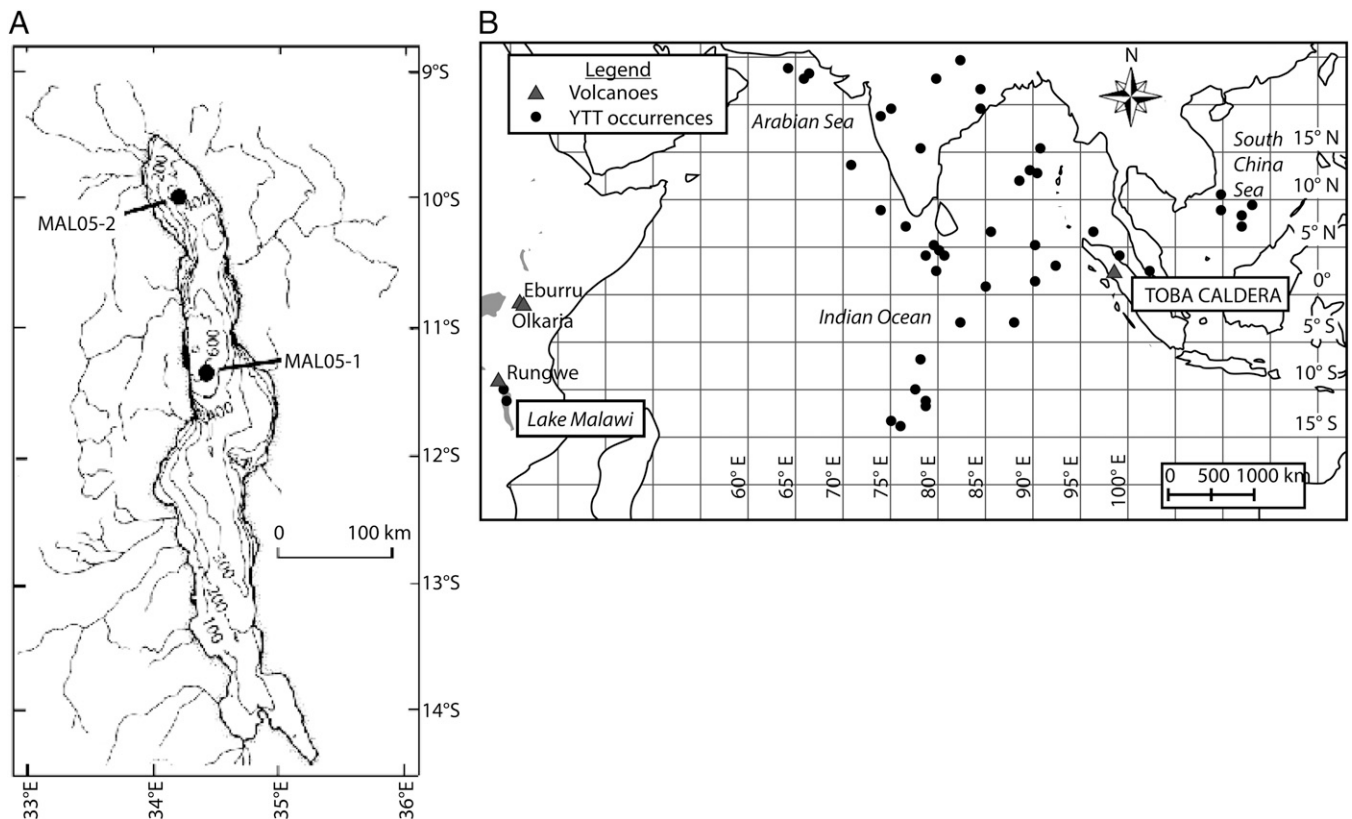 A
9°S
10°S
11°S
12°S
13°S
14°S
33°E
34°E
35°E
36°E
MAL05-2
MAL05-1
600
200
100
0 100 km
B
Legend
Volcanoes
YTT occurrences
N
Arabian Sea
South
China
Sea
15° N
10° N
5° N
0°
5° S
10° S
15° S
Eburru
Olkaria
Rungwe
Lake Malawi
Indian Ocean
TOBA CALDERA
60° E
65° E
70° E
75° E
80° E
85° E
90° E
95° E
100° E
0 500 1000 km